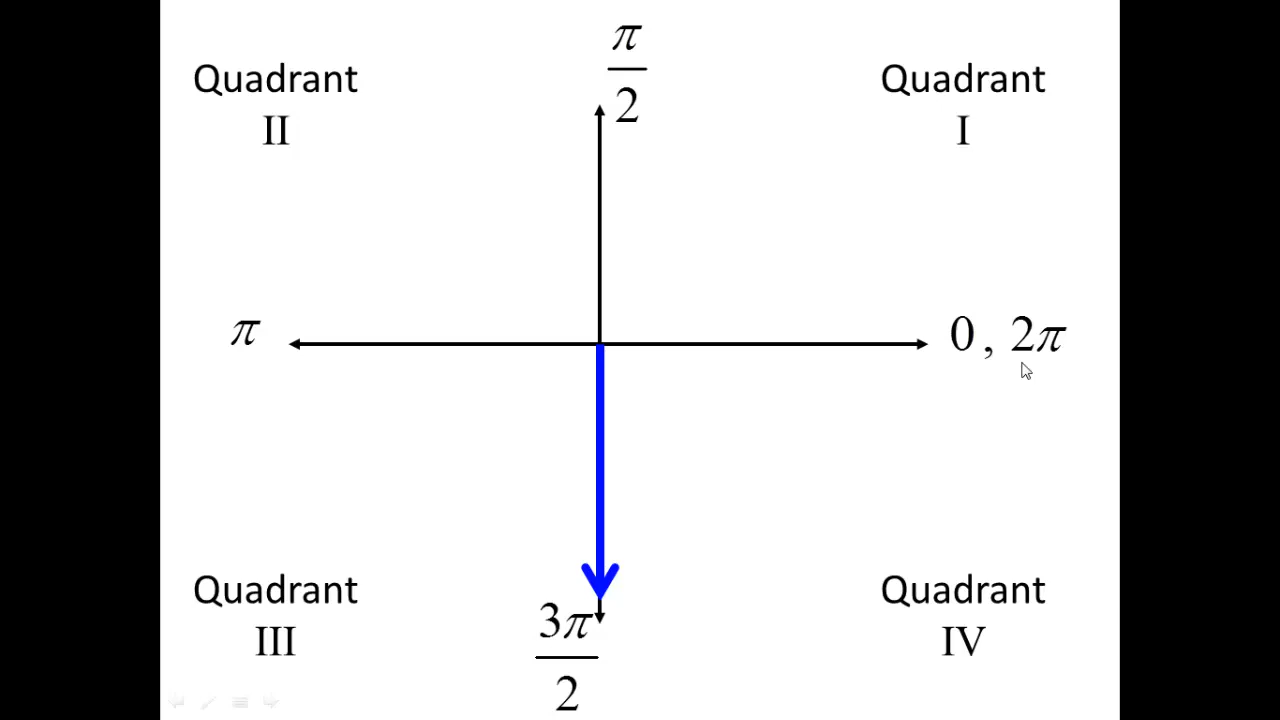 π/2
Quadrant
II
Quadrant
I
π
0 , 2π
Quadrant
III
3π/2
Quadrant
IV